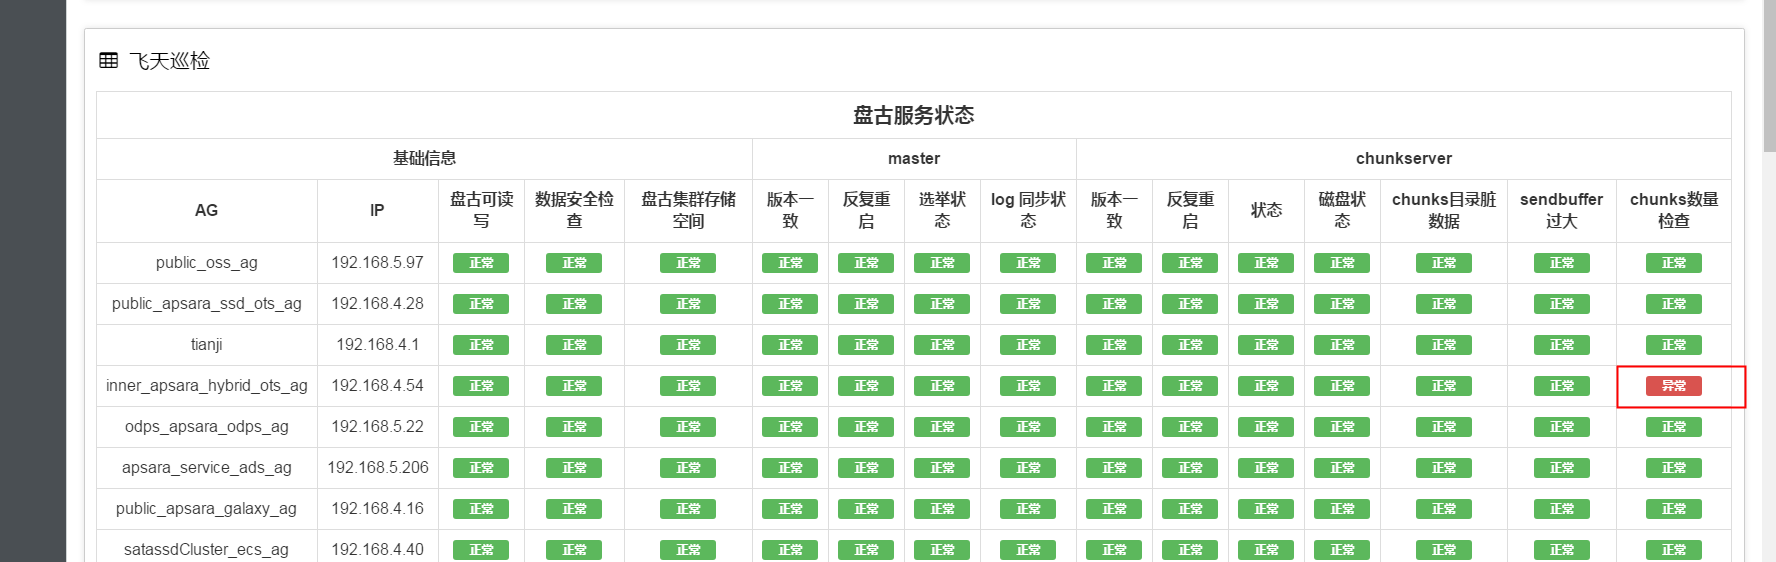 飞天巡检
盘古服务状态
基础信息 master chunkserver
AG IP 盘古可读写 数据安全检查 盘古集群存储空间 版本一致 反复重启 选举状态 log 同步状态 版本一致 反复重启 状态 磁盘状态 chunks目录脏数据 sendbuffer过大 chunks数量检查
public_oss_ag 192.168.5.97 正常 正常 正常 正常 正常 正常 正常 正常 正常 正常 正常 正常 正常 正常
public_apsara_ssd_ots_ag 192.168.4.28 正常 正常 正常 正常 正常 正常 正常 正常 正常 正常 正常 正常 正常 正常
tianji 192.168.4.1 正常 正常 正常 正常 正常 正常 正常 正常 正常 正常 正常 正常 正常 正常
inner_apsara_hybrid_ots_ag 192.168.4.54 正常 正常 正常 正常 正常 正常 正常 正常 正常 正常 正常 正常 正常 异常
odps_apsara_odps_ag 192.168.5.22 正常 正常 正常 正常 正常 正常 正常 正常 正常 正常 正常 正常 正常 正常
apsara_service_ads_ag 192.168.5.206 正常 正常 正常 正常 正常 正常 正常 正常 正常 正常 正常 正常 正常 正常
public_apsara_galaxy_ag 192.168.4.16 正常 正常 正常 正常 正常 正常 正常 正常 正常 正常 正常 正常 正常 正常
satassdCluster_ecs_ag 192.168.4.40 正常 正常 正常 正常 正常 正常 正常 正常 正常 正常 正常 正常 正常 正常